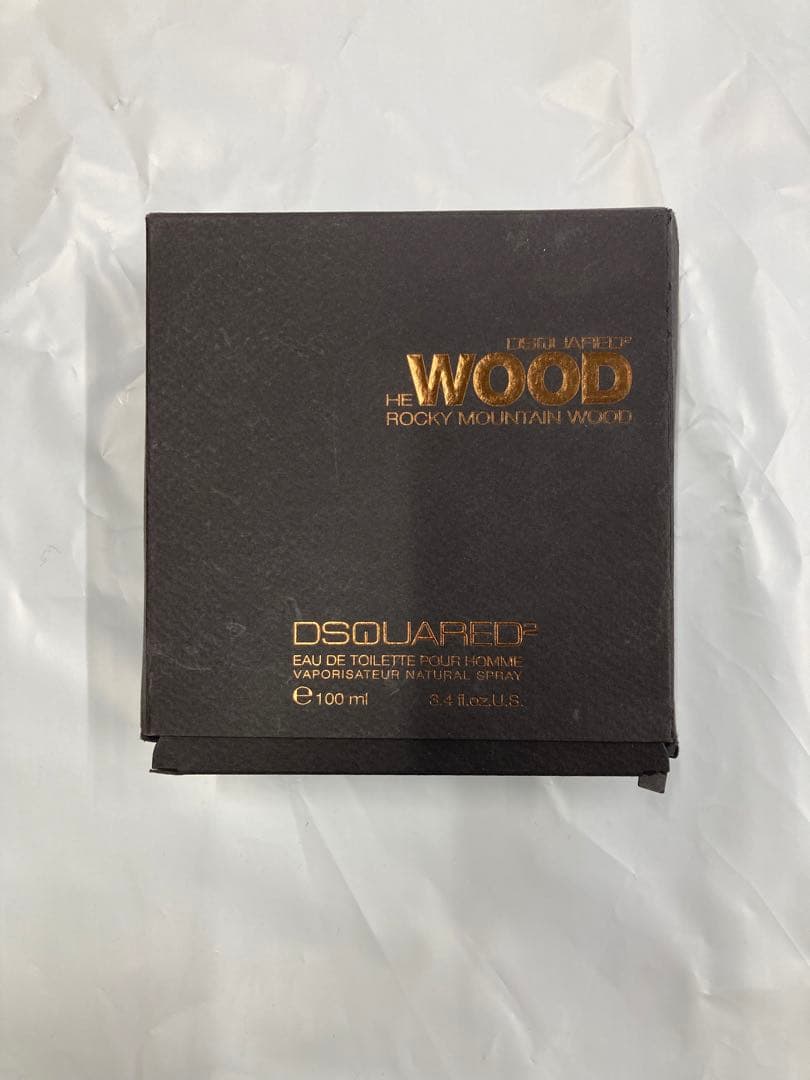 DSQUARED²
HE WOOD
ROCKY MOUNTAIN WOOD
DSQUARED²
EAU DE TOILETTE POUR HOMME
VAPORISATEUR NATURAL SPRAY
℮ 100 ml 3.4 fl.oz.U.S.